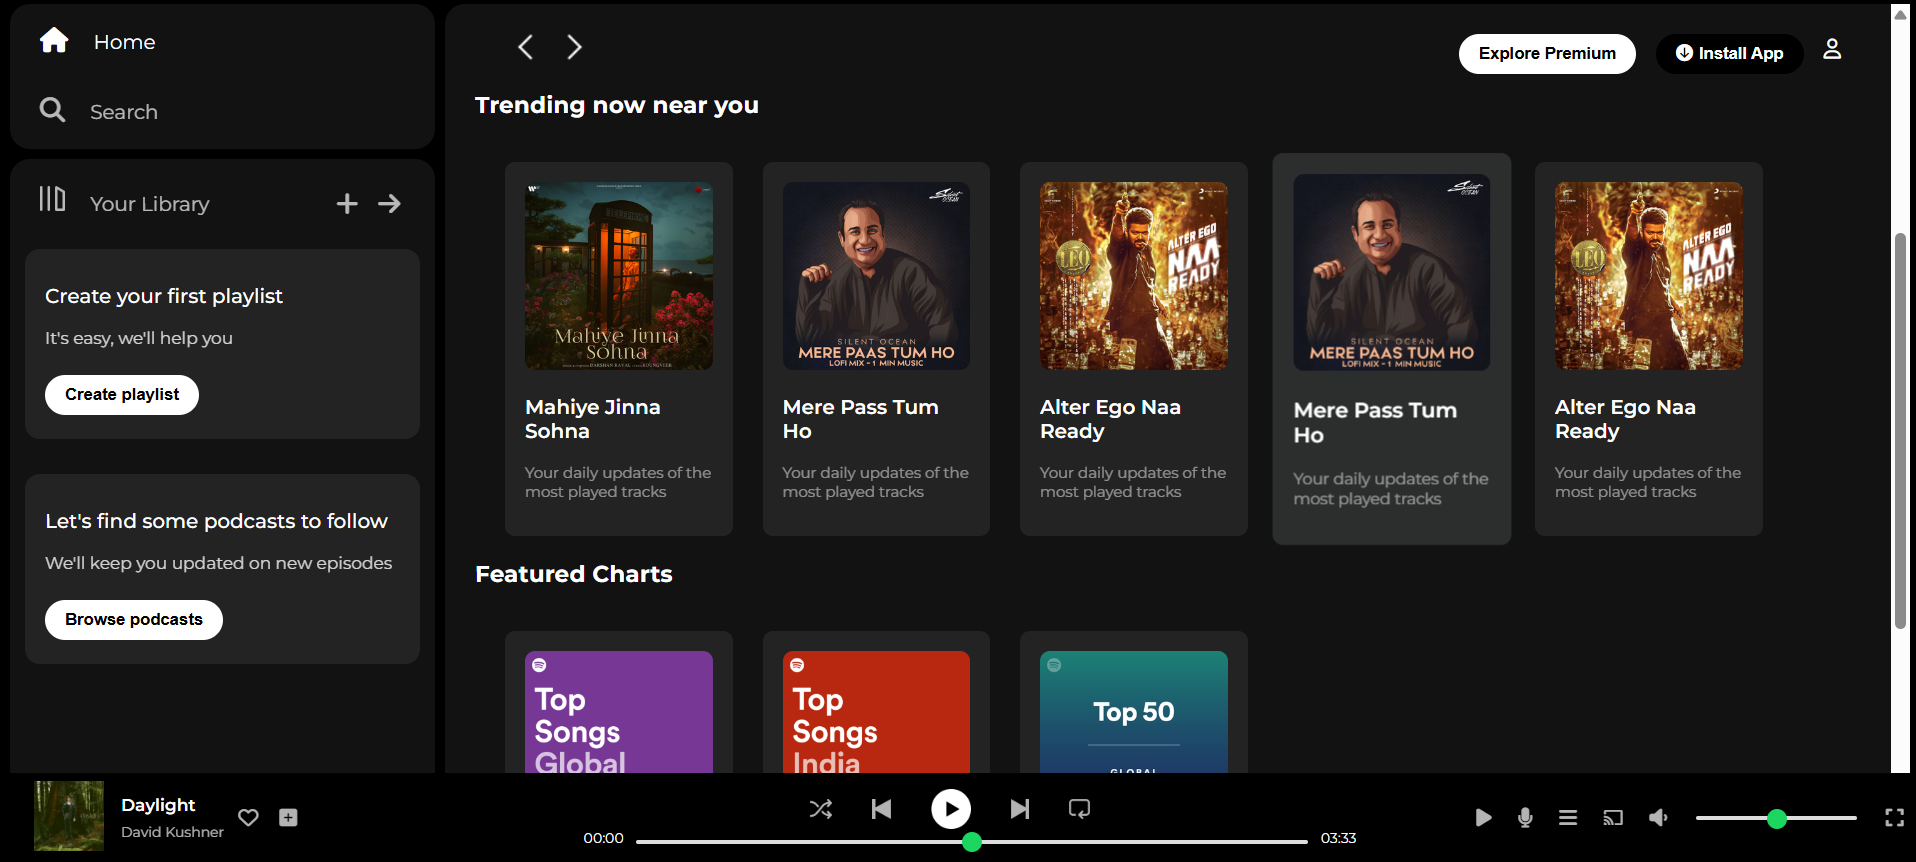 Home
Search
Your Library
Create your first playlist
It's easy, we'll help you
Create playlist
Let's find some podcasts to follow
We'll keep you updated on new episodes
Browse podcasts
Explore Premium
Install App
Trending now near you
Mahiye Jinna
Sohna
Mahiye Jinna
Sohna
Your daily updates of the
most played tracks
Silent
OCEAN
SILENT OCEAN
MERE PAAS TUM HO
LOFI MIX - 1 MIN MUSIC
Mere Pass Tum
Ho
Your daily updates of the
most played tracks
LEO
ALTER EGO
NAA
READY
Alter Ego Naa
Ready
Your daily updates of the
most played tracks
Silent
OCEAN
SILENT OCEAN
MERE PAAS TUM HO
LOFI MIX - 1 MIN MUSIC
Mere Pass Tum
Ho
Your daily updates of the
most played tracks
LEO
ALTER EGO
NAA
READY
Alter Ego Naa
Ready
Your daily updates of the
most played tracks
Featured Charts
Top
Songs
Global
Top
Songs
India
Top 50
GLOBAL
Daylight
David Kushner
00:00
03:33